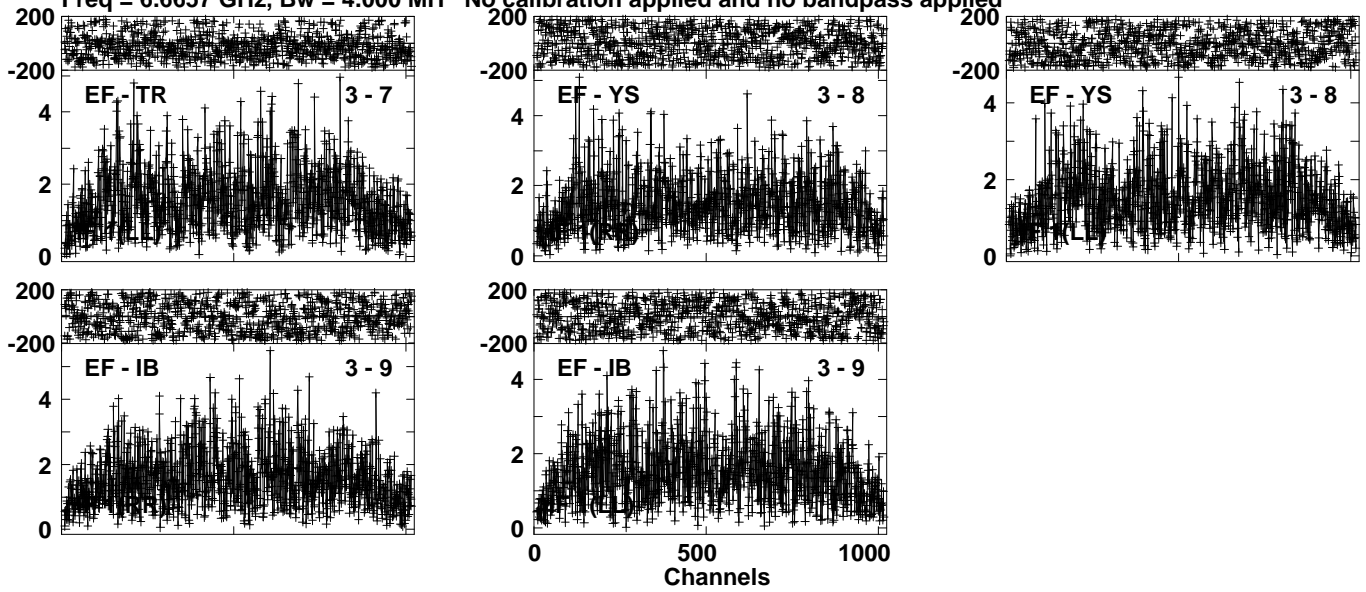 Freq = 6.6657 GHz, Bw = 4.000 MH No calibration applied and no bandpass applied
200 200 200
-200 -200 -200
EF - TR 3 - 7 EF - YS 3 - 8 EF - YS 3 - 8
4 4 4
2 2 2
(LL)
0 0 0
200 200
-200 -200
EF - IB 3 - 9 EF - IB 3 - 9
4 4
2 2
(LL)
0 0
0 500 1000
Channels